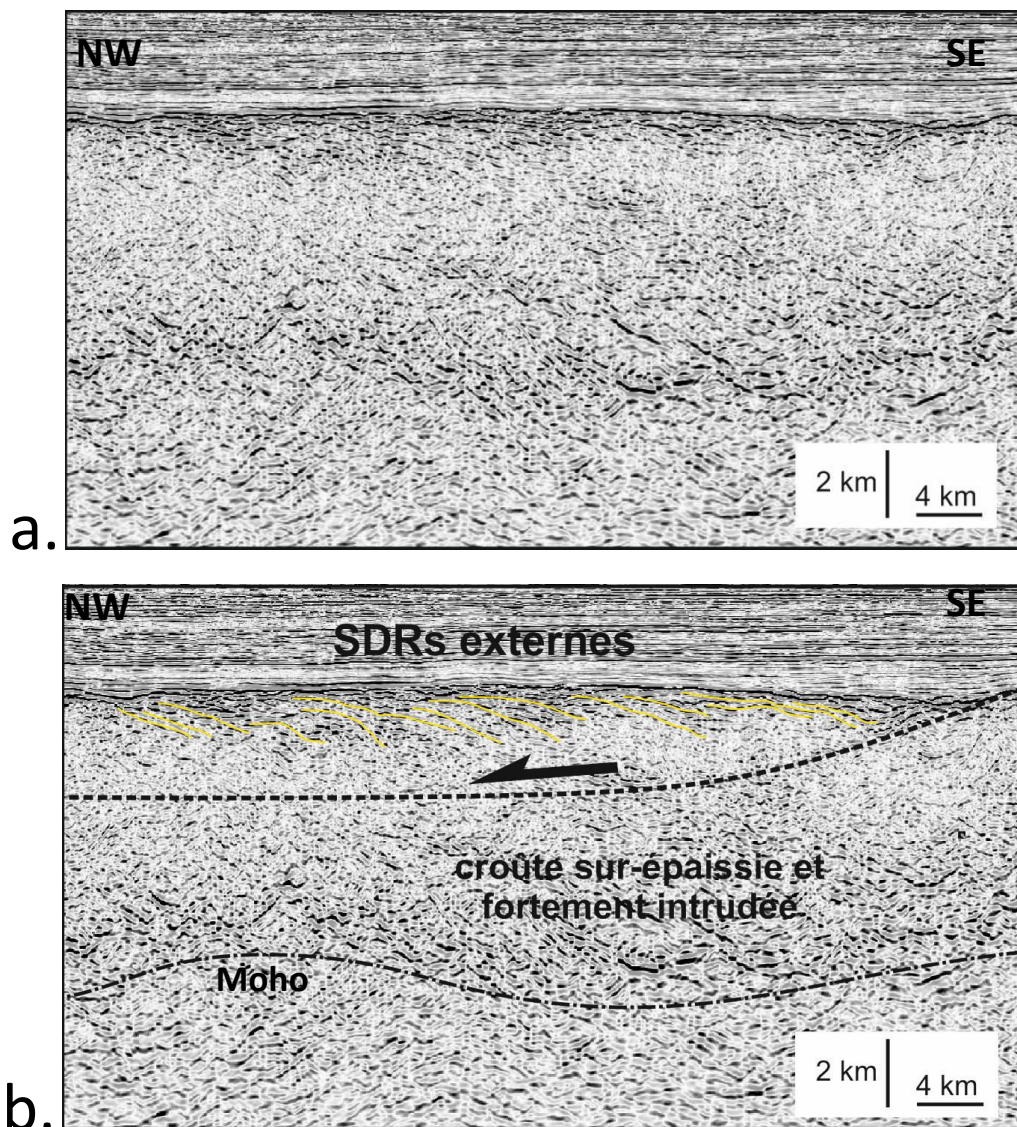 NW SE
2 km
4 km
a.
NW SE
SDRs externes
croûte sur-épaissie et
fortement intrudée
Moho
2 km
4 km
b.